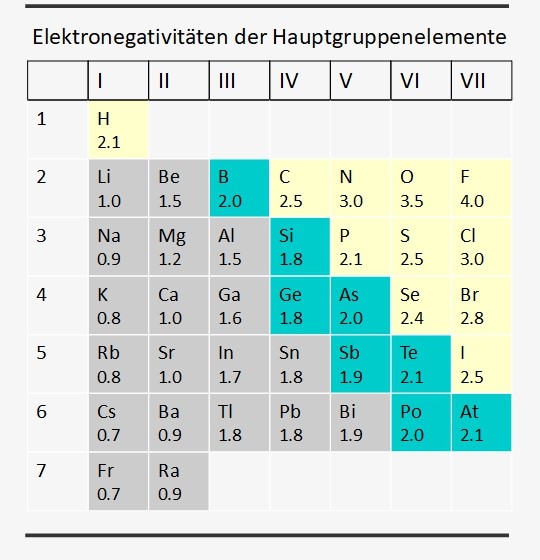 Elektronegativitäten der Hauptgruppenelemente
I II III IV V VI VII
1 H
2.1
2 Li Be B C N O F
1.0 1.5 2.0 2.5 3.0 3.5 4.0
3 Na Mg Al Si P S Cl
0.9 1.2 1.5 1.8 2.1 2.5 3.0
4 K Ca Ga Ge As Se Br
0.8 1.0 1.6 1.8 2.0 2.4 2.8
5 Rb Sr In Sn Sb Te I
0.8 1.0 1.7 1.8 1.9 2.1 2.5
6 Cs Ba Tl Pb Bi Po At
0.7 0.9 1.8 1.8 1.9 2.0 2.1
7 Fr Ra
0.7 0.9